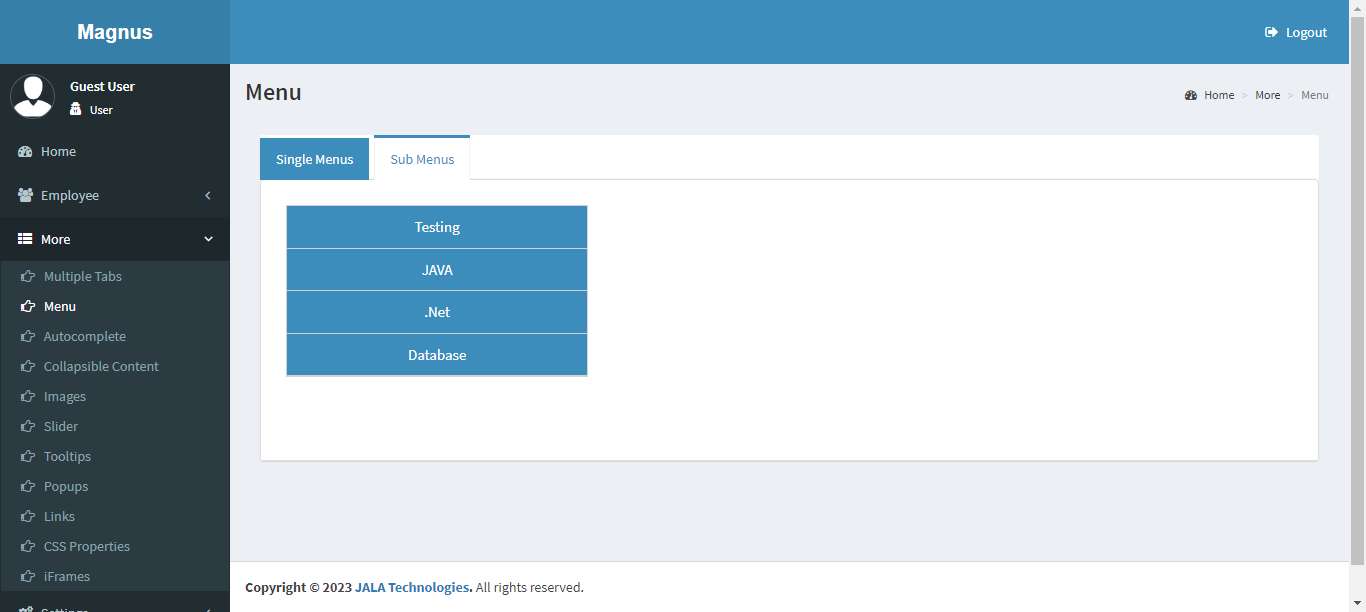 Magnus
Logout
Guest User
User
Home
Employee
More
Multiple Tabs
Menu
Autocomplete
Collapsible Content
Images
Slider
Tooltips
Popups
Links
CSS Properties
iFrames
Settings
Menu
Home > More > Menu
Single Menus
Sub Menus
Testing
JAVA
.Net
Database
Copyright © 2023 JALA Technologies. All rights reserved.